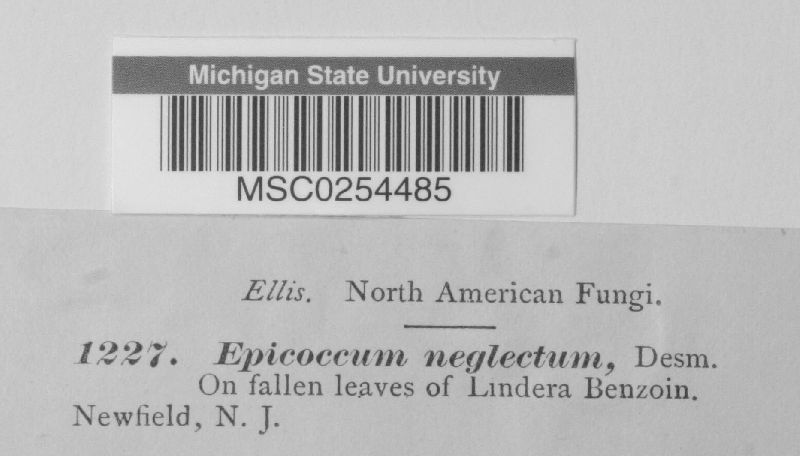 Michigan State University
MSC0254485
Ellis. North American Fungi.
1227. Epicoccum neglectum, Desm.
On fallen leaves of Lindera Benzoin.
Newfield, N. J.